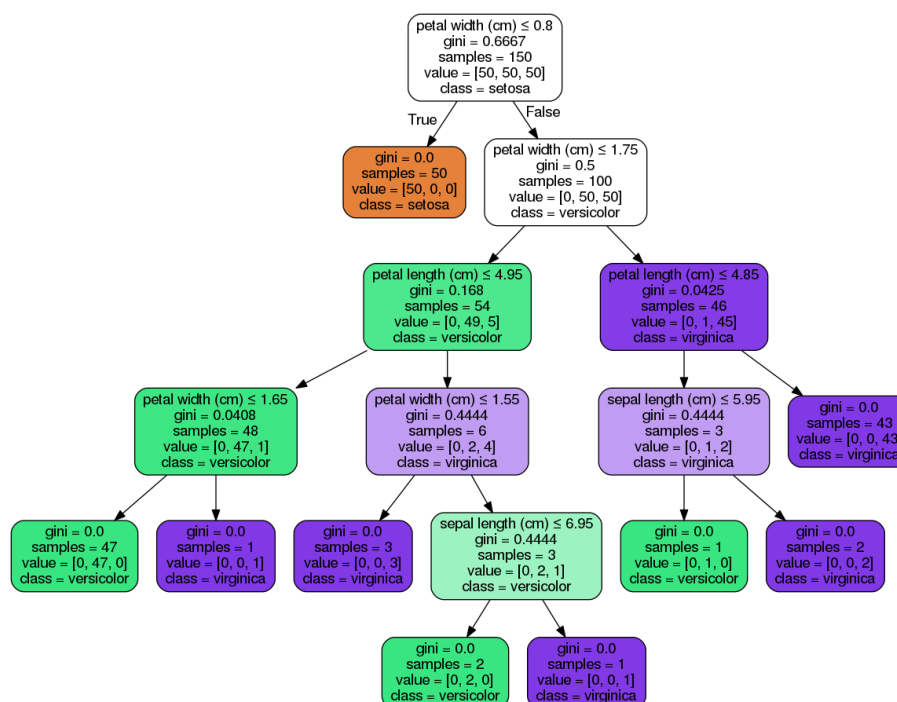 petal width (cm) ≤ 0.8
gini = 0.6667
samples = 150
value = [50, 50, 50]
class = setosa
True
False
gini = 0.0
samples = 50
value = [50, 0, 0]
class = setosa
petal width (cm) ≤ 1.75
gini = 0.5
samples = 100
value = [0, 50, 50]
class = versicolor
petal length (cm) ≤ 4.95
gini = 0.168
samples = 54
value = [0, 49, 5]
class = versicolor
petal length (cm) ≤ 4.85
gini = 0.0425
samples = 46
value = [0, 1, 45]
class = virginica
petal width (cm) ≤ 1.65
gini = 0.0408
samples = 48
value = [0, 47, 1]
class = versicolor
petal width (cm) ≤ 1.55
gini = 0.4444
samples = 6
value = [0, 2, 4]
class = virginica
sepal length (cm) ≤ 5.95
gini = 0.4444
samples = 3
value = [0, 1, 2]
class = virginica
gini = 0.0
samples = 43
value = [0, 0, 43
class = virginica
gini = 0.0
samples = 47
value = [0, 47, 0]
class = versicolor
gini = 0.0
samples = 1
value = [0, 0, 1]
class = virginica
gini = 0.0
samples = 3
value = [0, 0, 3]
class = virginica
sepal length (cm) ≤ 6.95
gini = 0.4444
samples = 3
value = [0, 2, 1]
class = versicolor
gini = 0.0
samples = 1
value = [0, 1, 0]
class = versicolor
gini = 0.0
samples = 2
value = [0, 0, 2]
class = virginica
gini = 0.0
samples = 2
value = [0, 2, 0]
class = versicolor
gini = 0.0
samples = 1
value = [0, 0, 1]
class = virginica